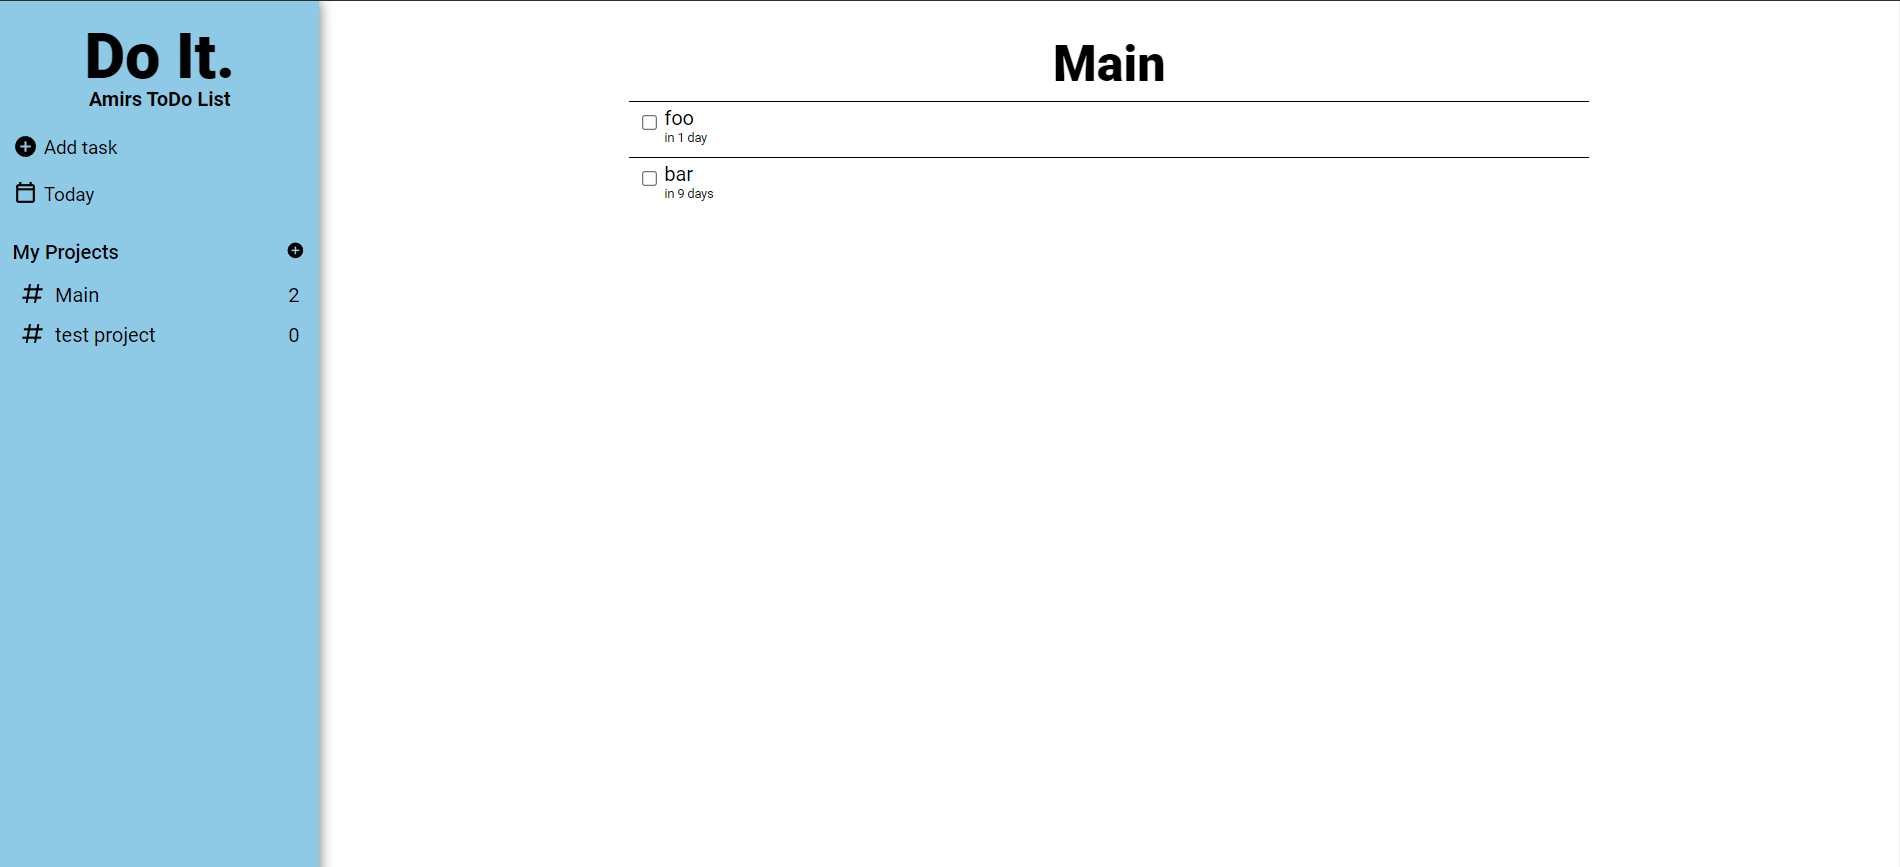 Do It.
Amirs ToDo List
Add task
Today
My Projects
# Main 2
# test project 0
Main
foo
in 1 day
bar
in 9 days